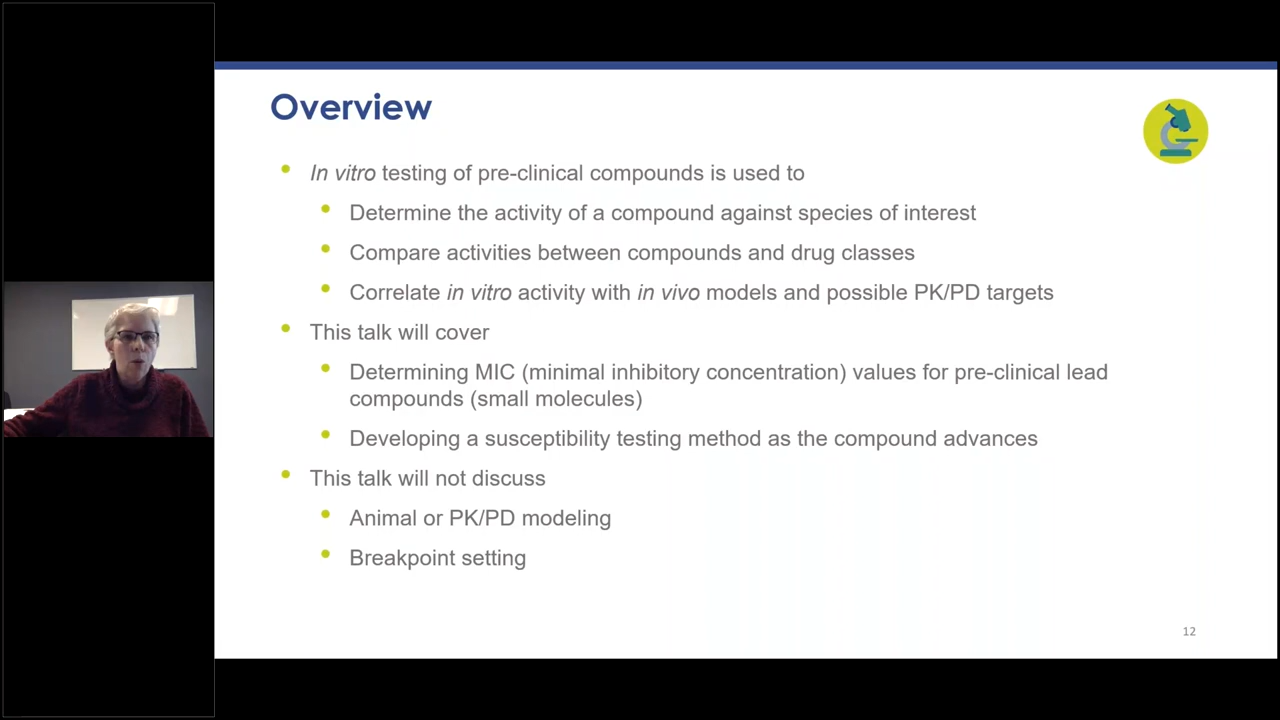 Overview
In vitro testing of pre-clinical compounds is used to
Determine the activity of a compound against species of interest
Compare activities between compounds and drug classes
Correlate in vitro activity with in vivo models and possible PK/PD targets
This talk will cover
Determining MIC (minimal inhibitory concentration) values for pre-clinical lead
compounds (small molecules)
Developing a susceptibility testing method as the compound advances
This talk will not discuss
Animal or PK/PD modeling
Breakpoint setting
12